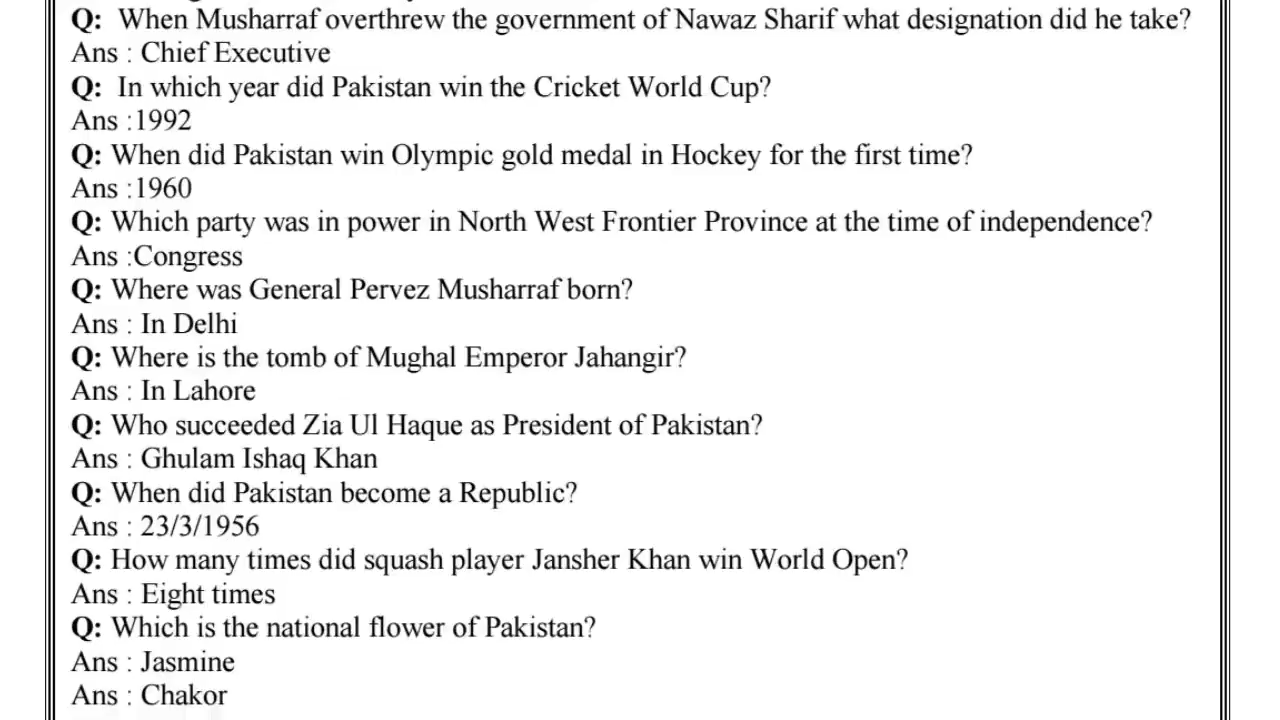 Q: When Musharraf overthrew the government of Nawaz Sharif what designation did he take?
Ans : Chief Executive
Q: In which year did Pakistan win the Cricket World Cup?
Ans :1992
Q: When did Pakistan win Olympic gold medal in Hockey for the first time?
Ans :1960
Q: Which party was in power in North West Frontier Province at the time of independence?
Ans :Congress
Q: Where was General Pervez Musharraf born?
Ans : In Delhi
Q: Where is the tomb of Mughal Emperor Jahangir?
Ans : In Lahore
Q: Who succeeded Zia Ul Haque as President of Pakistan?
Ans : Ghulam Ishaq Khan
Q: When did Pakistan become a Republic?
Ans : 23/3/1956
Q: How many times did squash player Jansher Khan win World Open?
Ans : Eight times
Q: Which is the national flower of Pakistan?
Ans : Jasmine
Ans : Chakor